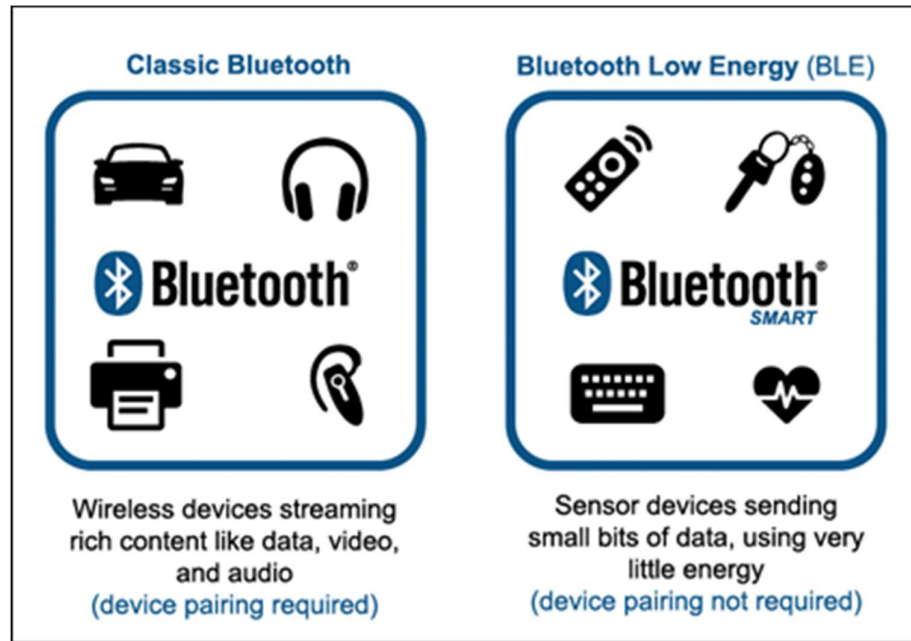 Classic Bluetooth
Bluetooth®
Wireless devices streaming
rich content like data, video,
and audio
(device pairing required)
Bluetooth Low Energy (BLE)
Bluetooth®
SMART
Sensor devices sending
small bits of data, using very
little energy
(device pairing not required)